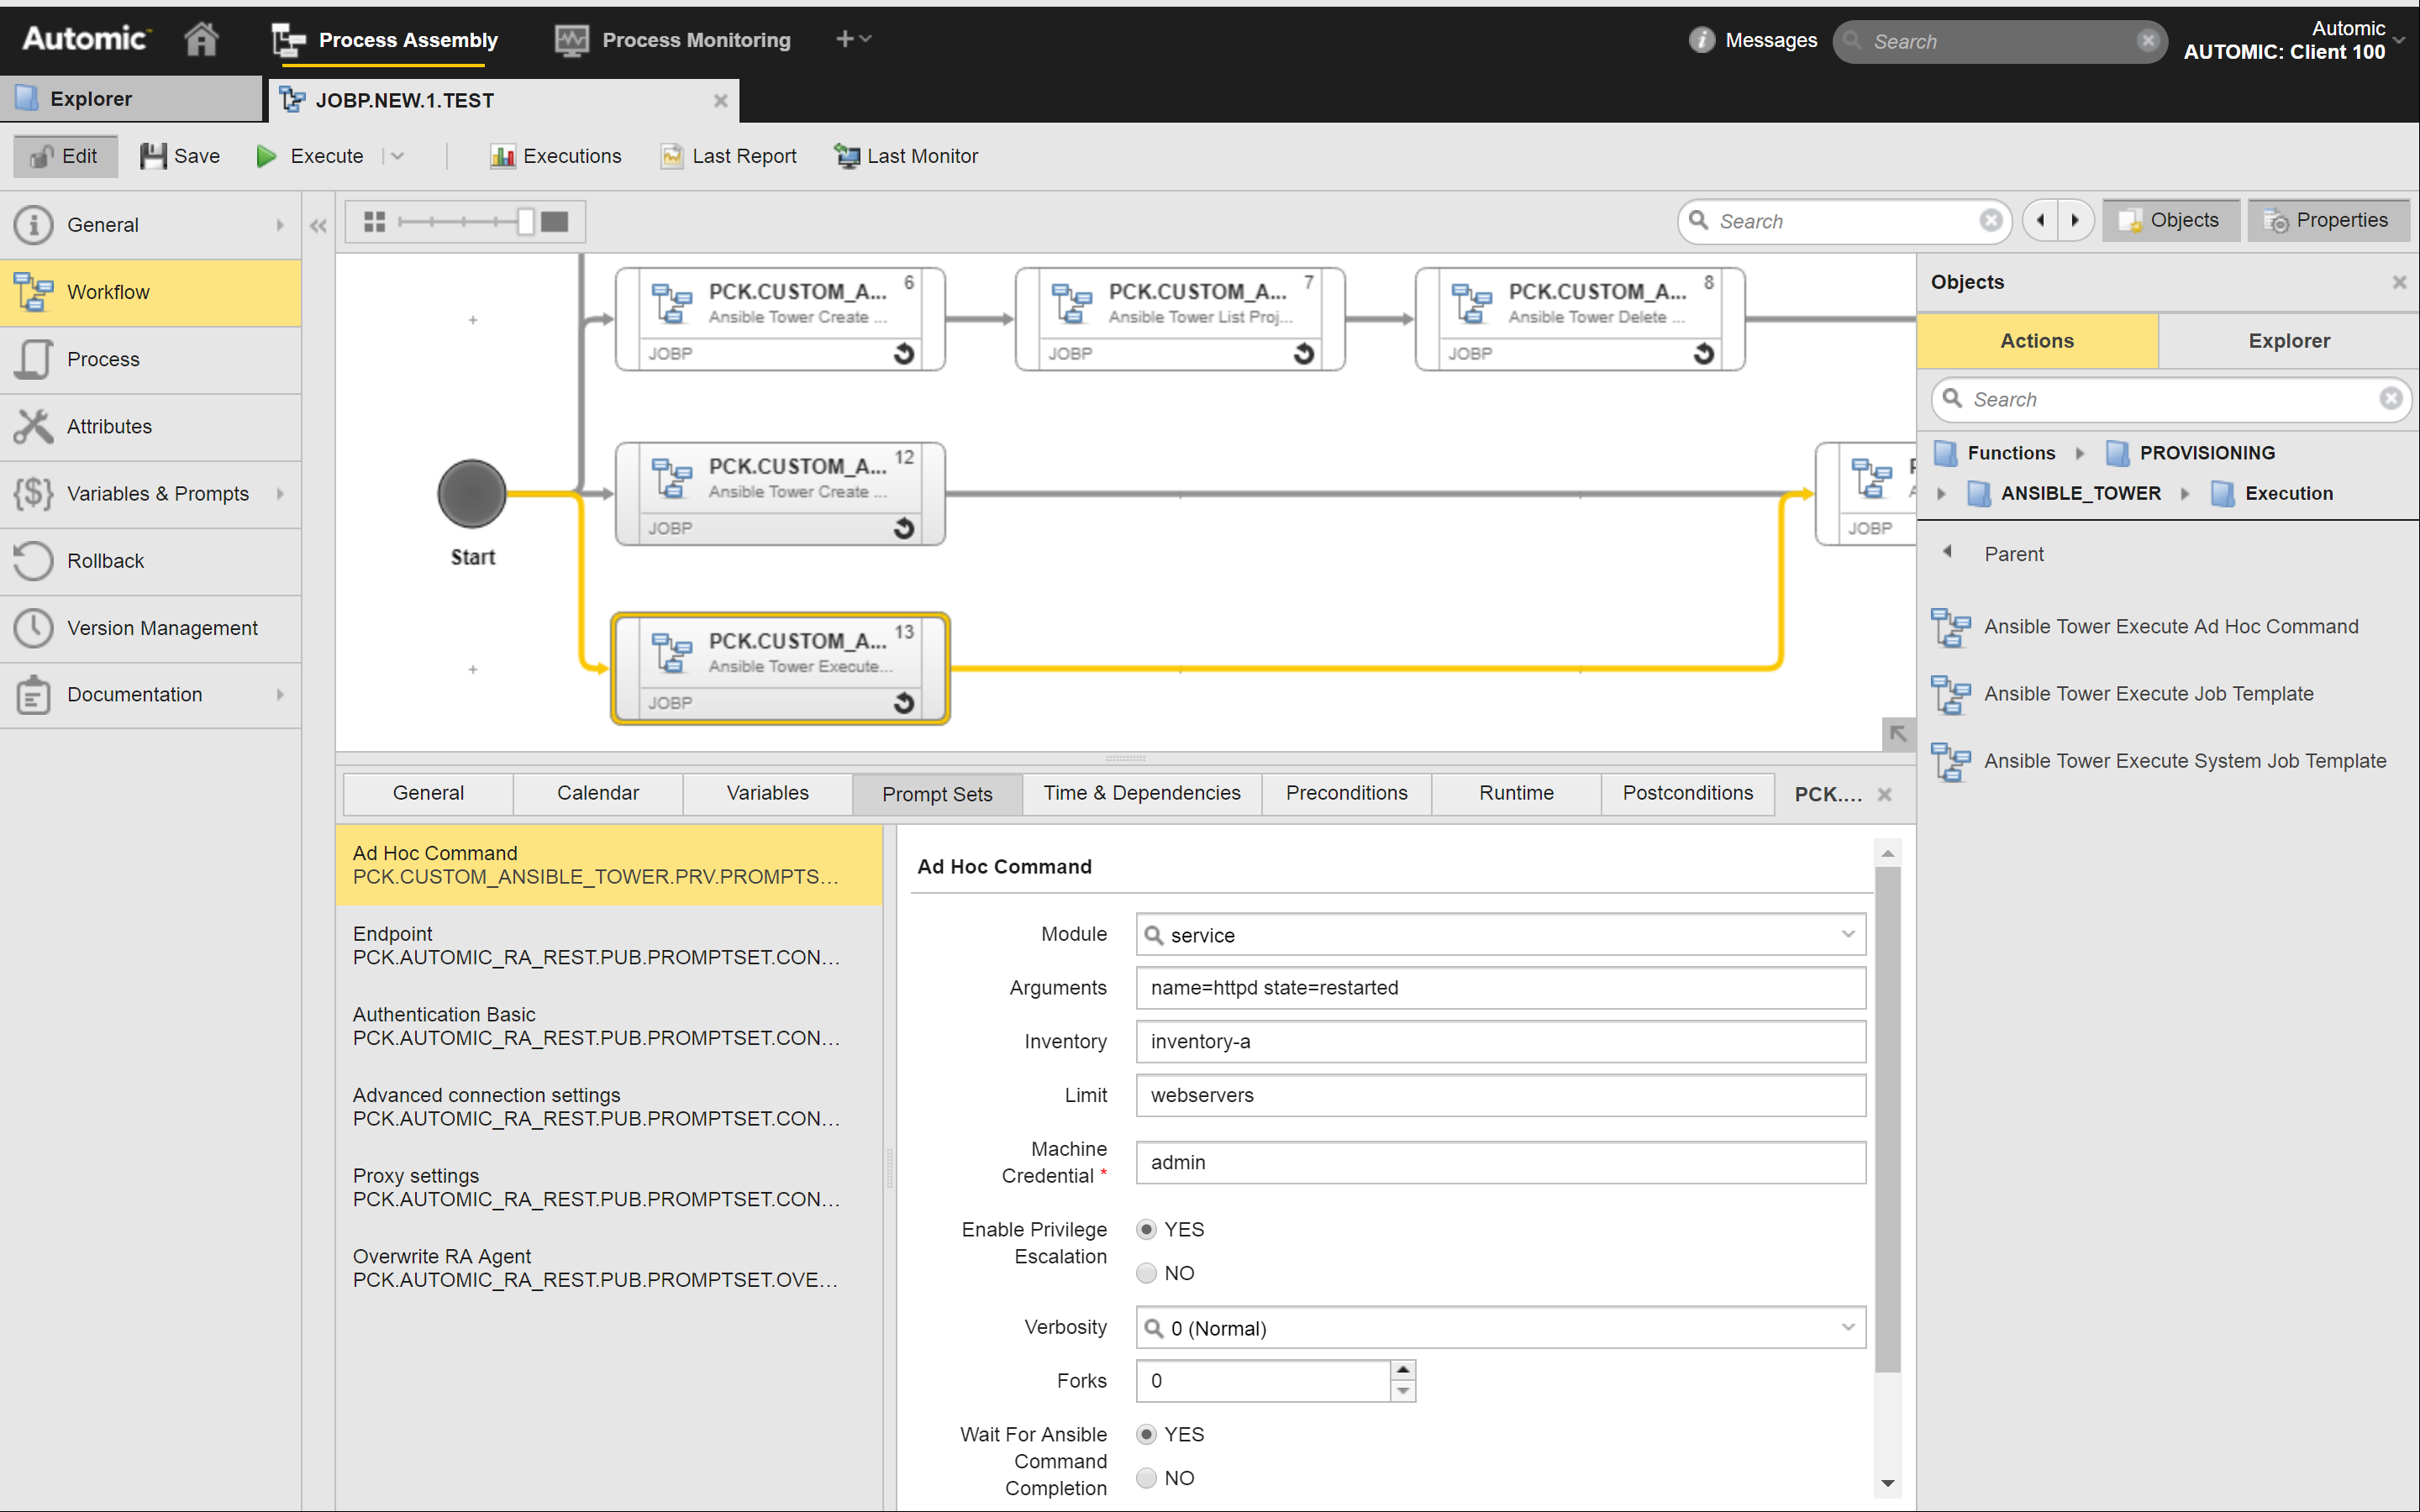 Automic
Process Assembly
Process Monitoring
Messages
Search
Automic
AUTOMIC: Client 100
Explorer
JOBP.NEW.1.TEST
Edit
Save
Execute
Executions
Last Report
Last Monitor
General
Workflow
Process
Attributes
Variables & Prompts
Rollback
Version Management
Documentation
Search
Objects
Properties
PCK.CUSTOM_A...
6
Ansible Tower Create ...
JOBP
PCK.CUSTOM_A...
7
Ansible Tower List Proj...
JOBP
PCK.CUSTOM_A...
8
Ansible Tower Delete ...
JOBP
Start
PCK.CUSTOM_A...
12
Ansible Tower Create ...
JOBP
JOBP
PCK.CUSTOM_A...
13
Ansible Tower Execute...
JOBP
Objects
Actions
Explorer
Search
Functions
PROVISIONING
ANSIBLE_TOWER
Execution
Parent
Ansible Tower Execute Ad Hoc Command
Ansible Tower Execute Job Template
Ansible Tower Execute System Job Template
General
Calendar
Variables
Prompt Sets
Time & Dependencies
Preconditions
Runtime
Postconditions
PCK....
Ad Hoc Command
PCK.CUSTOM_ANSIBLE_TOWER.PRV.PROMPTS...
Endpoint
PCK.AUTOMIC_RA_REST.PUB.PROMPTSET.CON...
Authentication Basic
PCK.AUTOMIC_RA_REST.PUB.PROMPTSET.CON...
Advanced connection settings
PCK.AUTOMIC_RA_REST.PUB.PROMPTSET.CON...
Proxy settings
PCK.AUTOMIC_RA_REST.PUB.PROMPTSET.CON...
Overwrite RA Agent
PCK.AUTOMIC_RA_REST.PUB.PROMPTSET.OVE...
Ad Hoc Command
Module
service
Arguments
name=httpd state=restarted
Inventory
inventory-a
Limit
webservers
Machine
Credential *
admin
Enable Privilege
Escalation
YES
NO
Verbosity
0 (Normal)
Forks
0
Wait For Ansible
Command
Completion
YES
NO